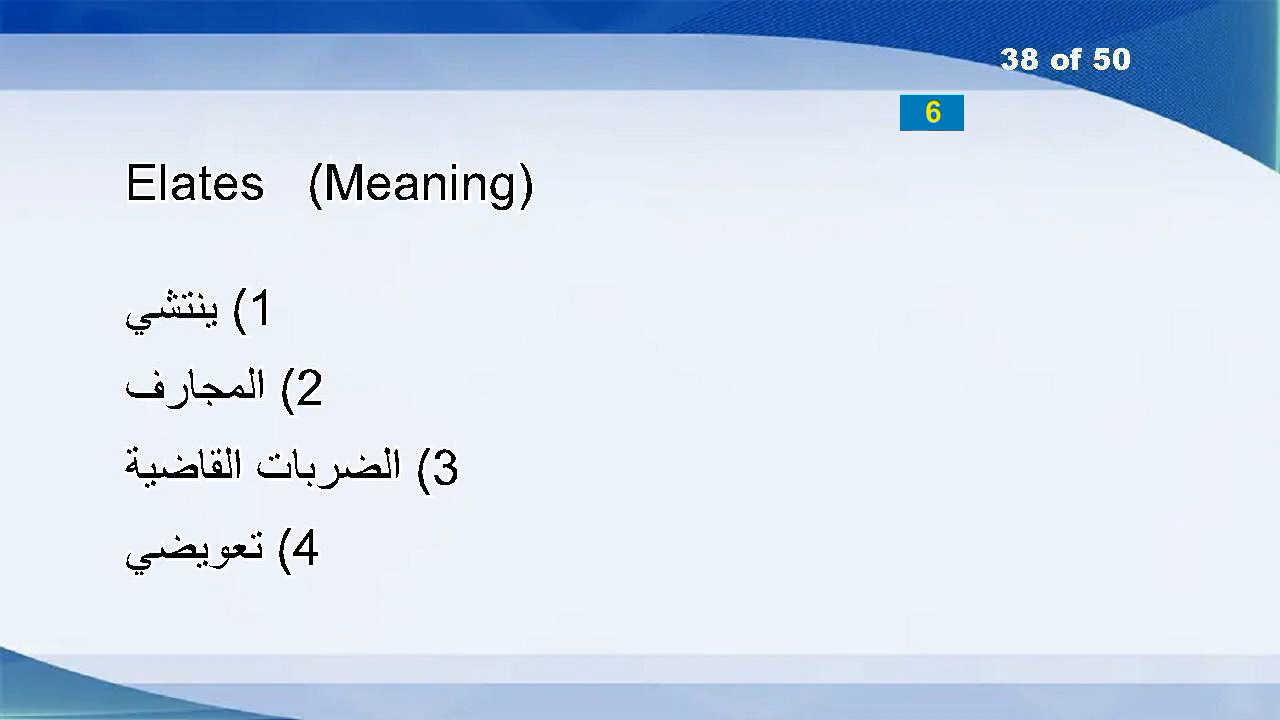 38 of 50
6
Elates (Meaning)
1) ينتشي
2) المجارف
3) الضربات القاضية
4) تعويضي